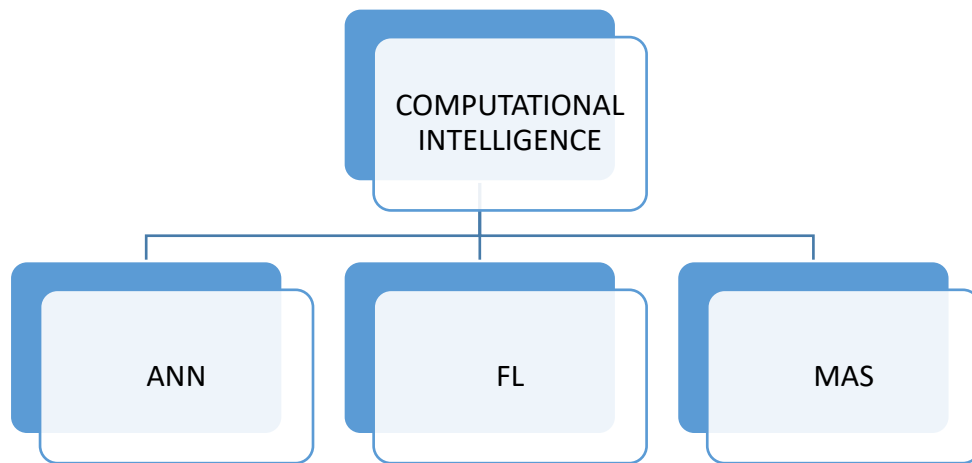 COMPUTATIONAL
INTELLIGENCE
ANN
FL
MAS